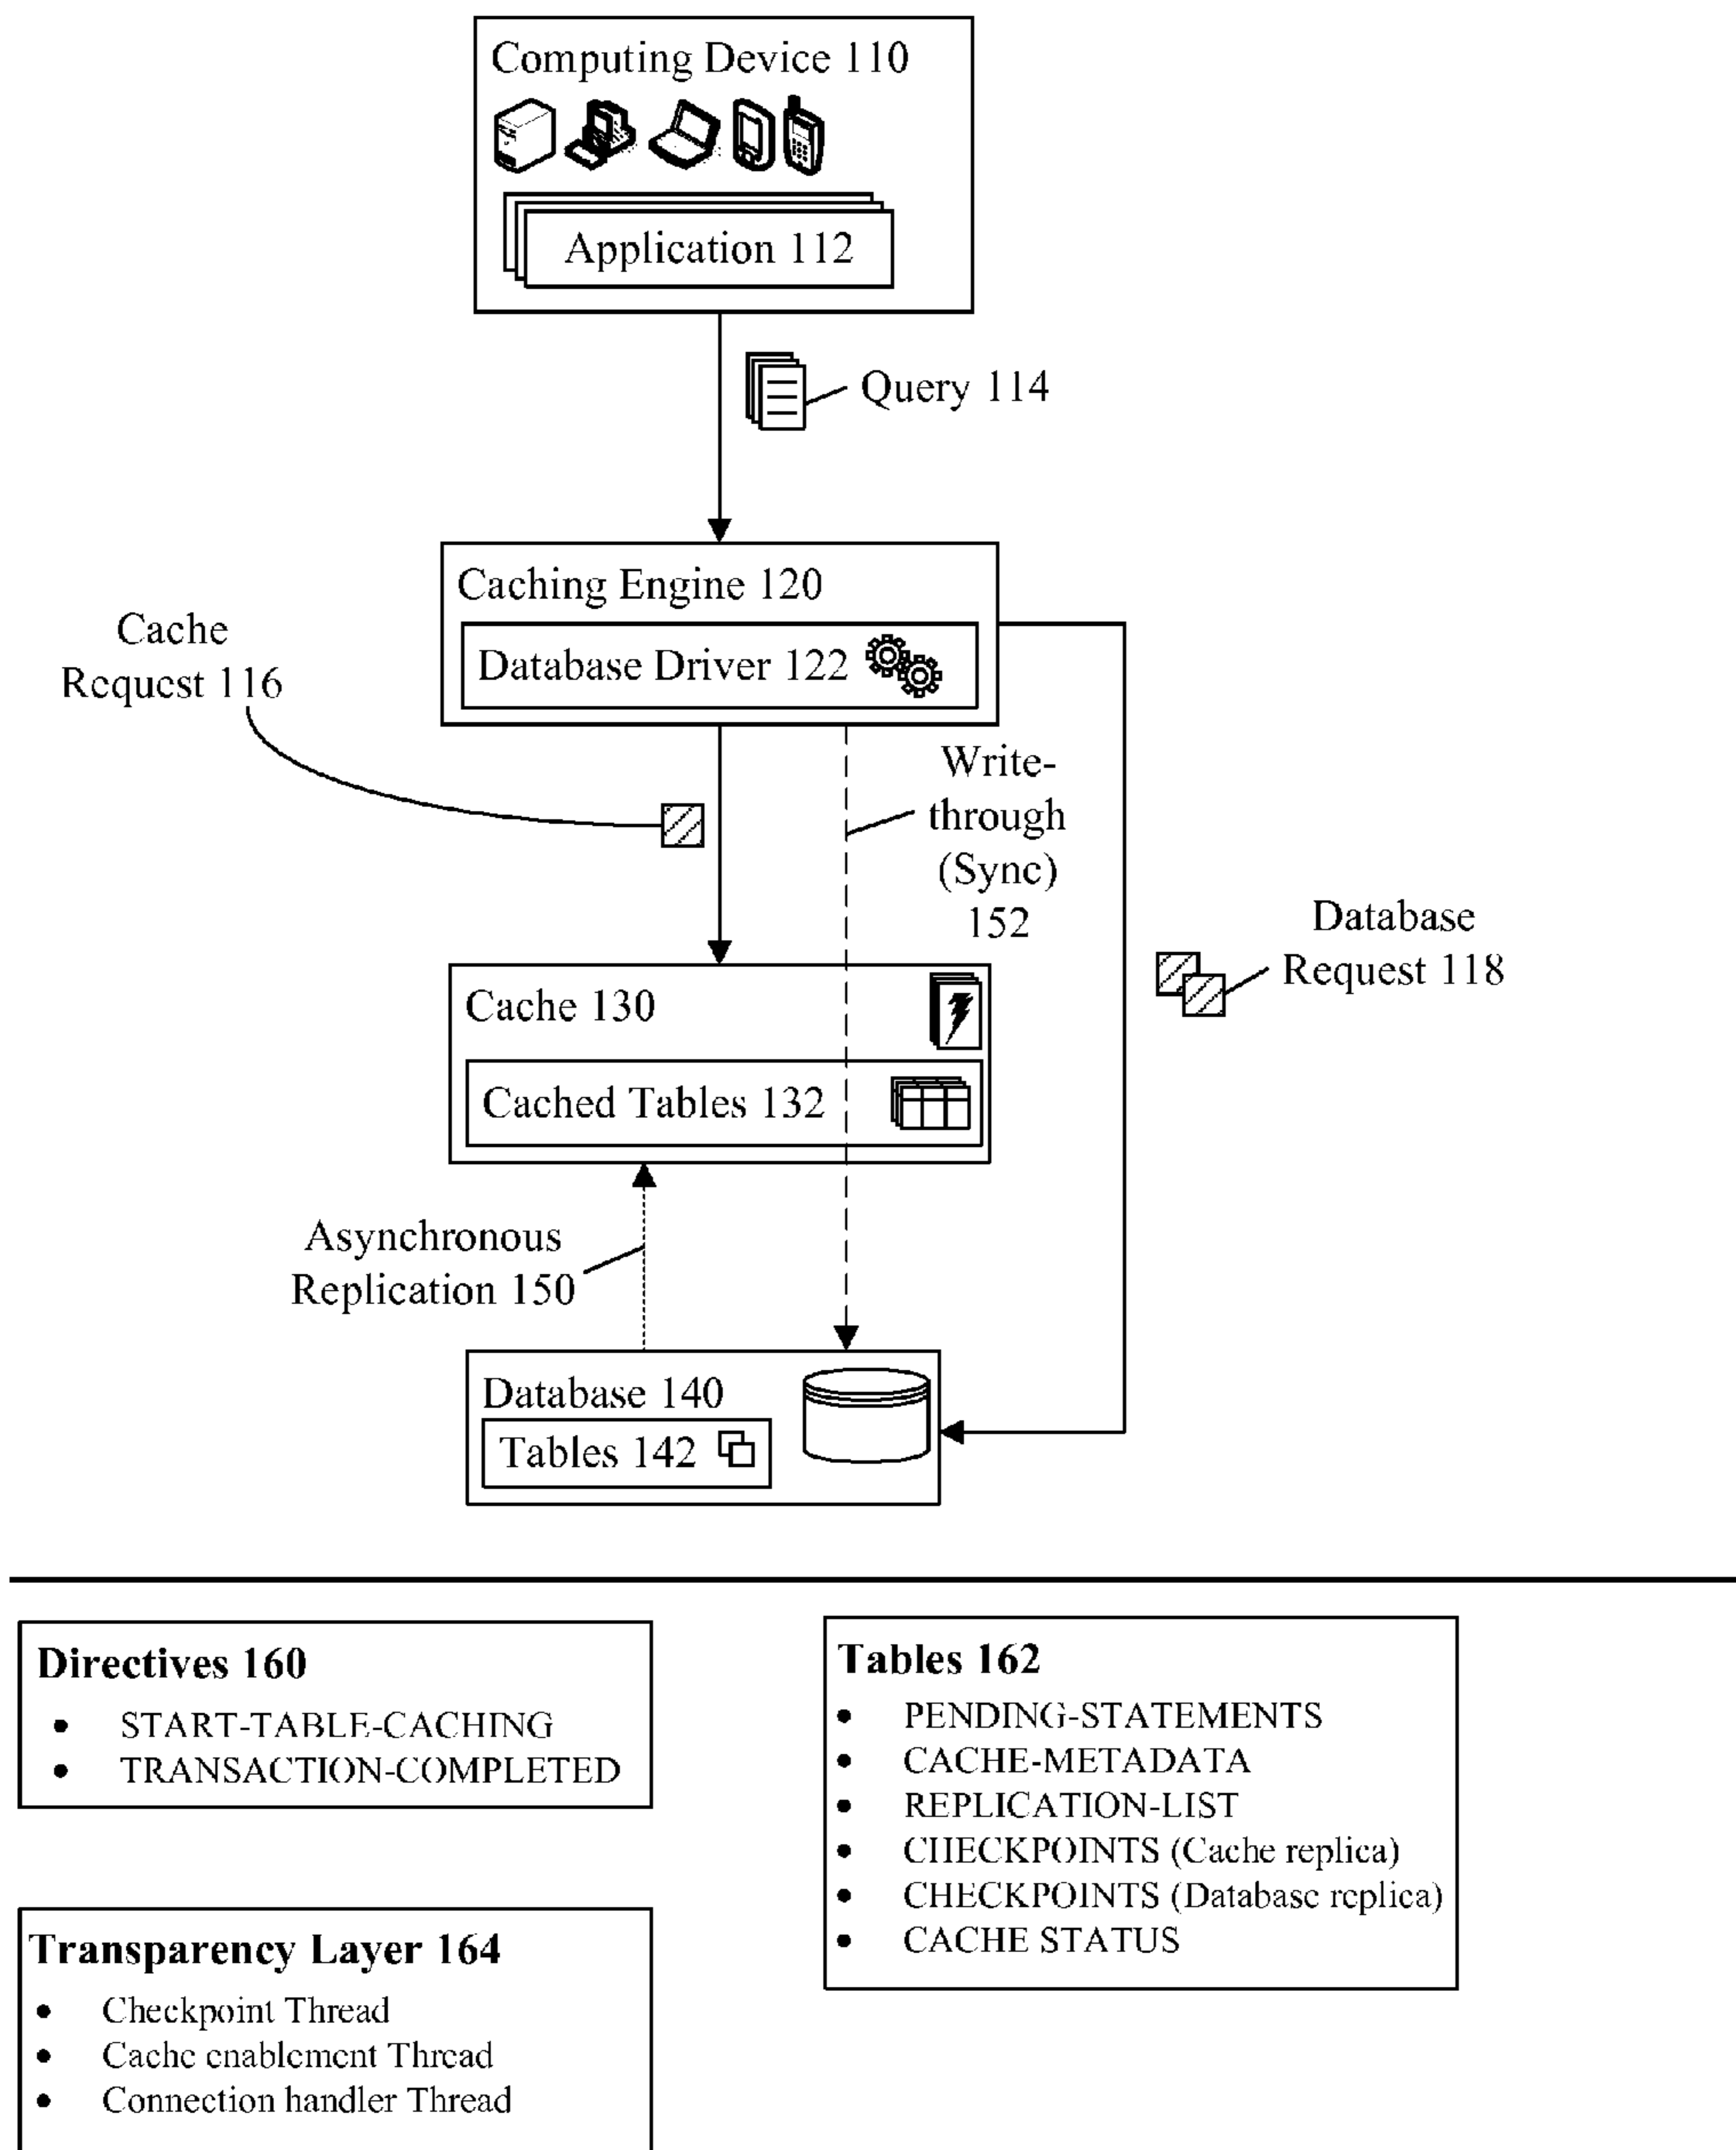 Computing Device 110
Application 112
Query 114
Caching Engine 120
Database Driver 122
Cache
Request 116
Write-
through
(Sync)
152
Database
Request 118
Cache 130
Cached Tables 132
Asynchronous
Replication 150
Database 140
Tables 142
Directives 160
• START-TABLE-CACHING
• TRANSACTION-COMPLETED
Tables 162
• PENDING-STATEMENTS
• CACHE-METADATA
• REPLICATION-LIST
• CHECKPOINTS (Cache replica)
• CHECKPOINTS (Database replica)
• CACHE STATUS
Transparency Layer 164
• Checkpoint Thread
• Cache enablement Thread
• Connection handler Thread